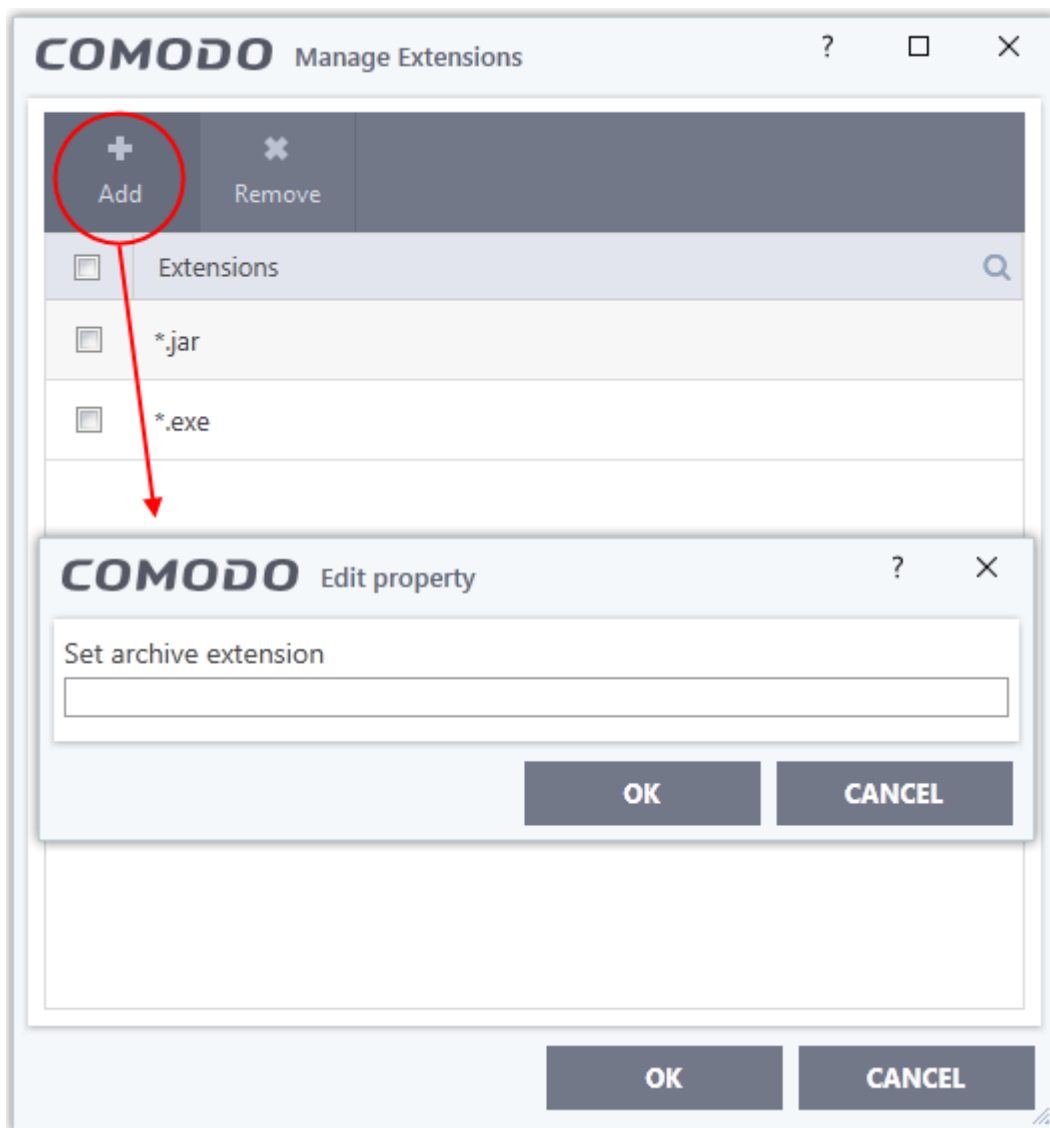 COMODO Manage Extensions ?
Add Remove
Extensions
*.jar
*.exe
COMODO Edit property ?
Set archive extension
OK CANCEL
OK CANCEL